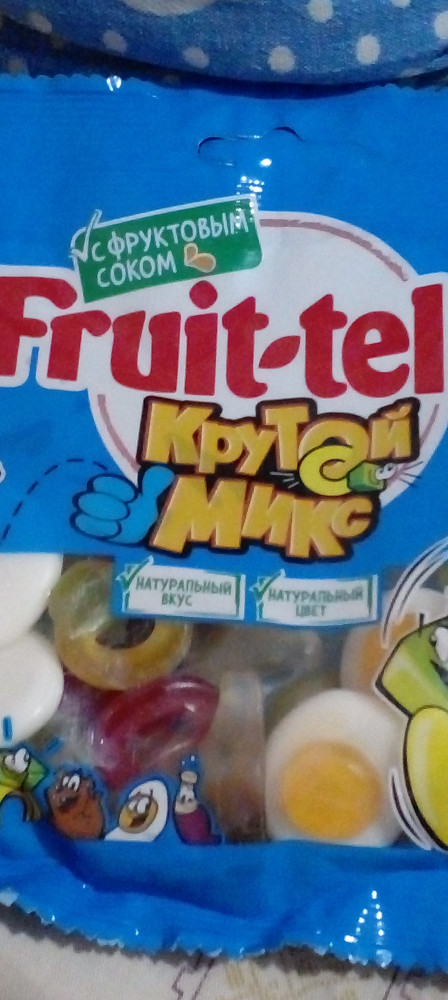 С ФРУКТОВЫМ
СОКОМ
Fruit-tel
Крутой
Микс
НАТУРАЛЬНЫЙ
ВКУС
НАТУРАЛЬНЫЙ
ЦВЕТ